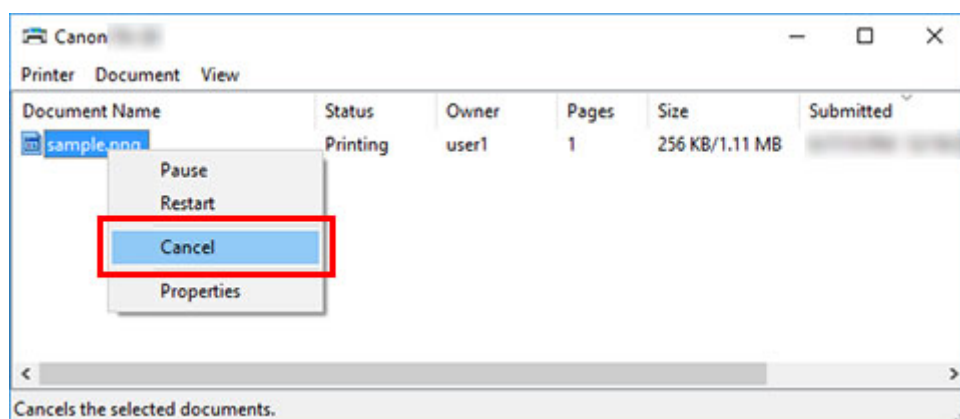 Canon
Printer Document View
Document Name Status Owner Pages Size Submitted
sample.png Printing user1 1 256 KB/1.11 MB
Pause
Restart
Cancel
Properties
Cancels the selected documents.